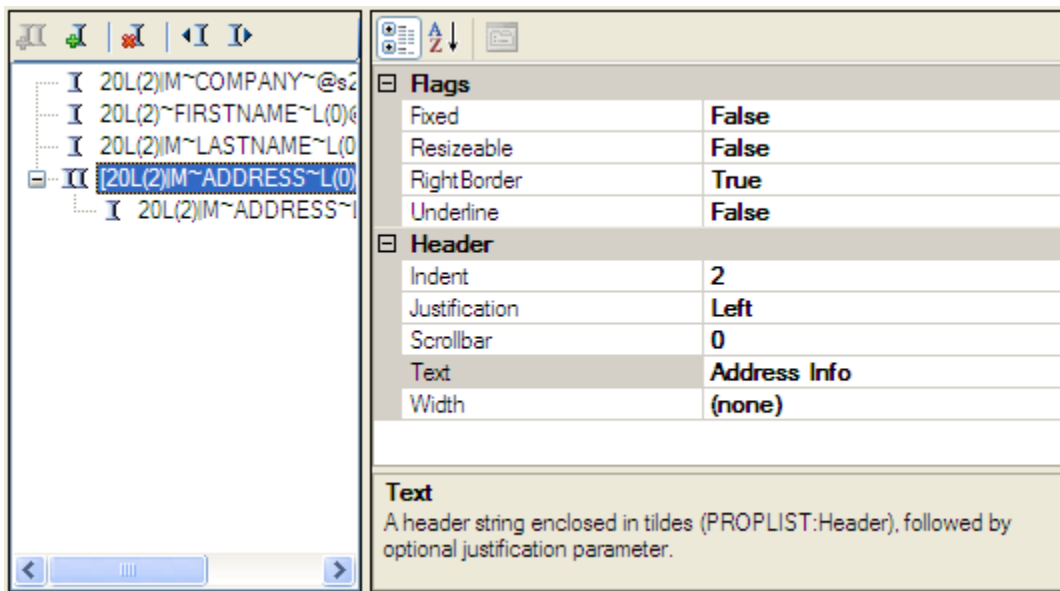 20L(2)|M~COMPANY~@s2
20L(2)~FIRSTNAME~L(0)@
20L(2)|M~LASTNAME~L(0
[20L(2)|M~ADDRESS~L(0)
20L(2)|M~ADDRESS~L
A
Z
Flags
Fixed False
Resizeable False
RightBorder True
Underline False
Header
Indent 2
Justification Left
Scrollbar 0
Text Address Info
Width (none)
Text
A header string enclosed in tildes (PROPLIST:Header), followed by
optional justification parameter.